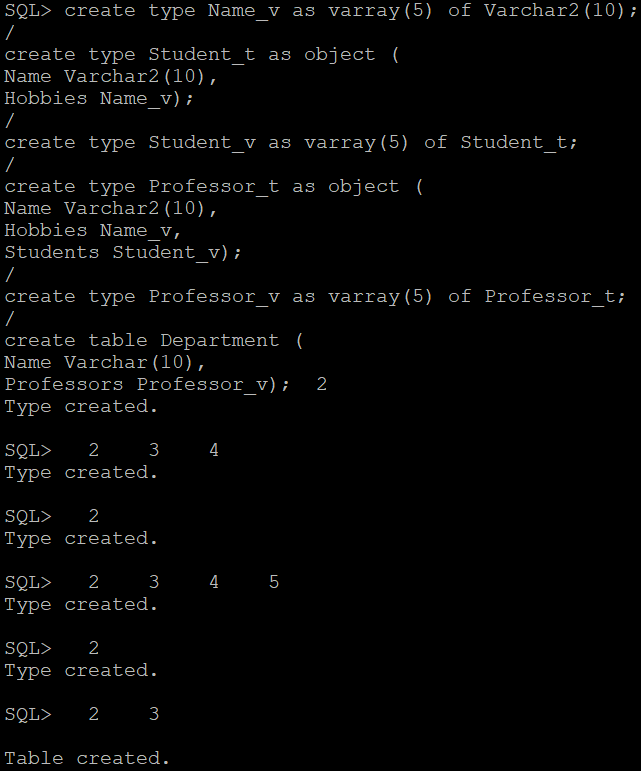 SQL> create type Name_v as varray(5) of Varchar2(10);
/
create type Student_t as object (
Name Varchar2(10),
Hobbies Name_v);
/
create type Student_v as varray(5) of Student_t;
/
create type Professor_t as object (
Name Varchar2(10),
Hobbies Name_v,
Students Student_v);
/
create type Professor_v as varray(5) of Professor_t;
/
create table Department (
Name Varchar(10),
Professors Professor_v);  2
Type created.
SQL>   2    3    4
Type created.
SQL>   2
Type created.
SQL>   2    3    4    5
Type created.
SQL>   2
Type created.
SQL>   2    3
Table created.